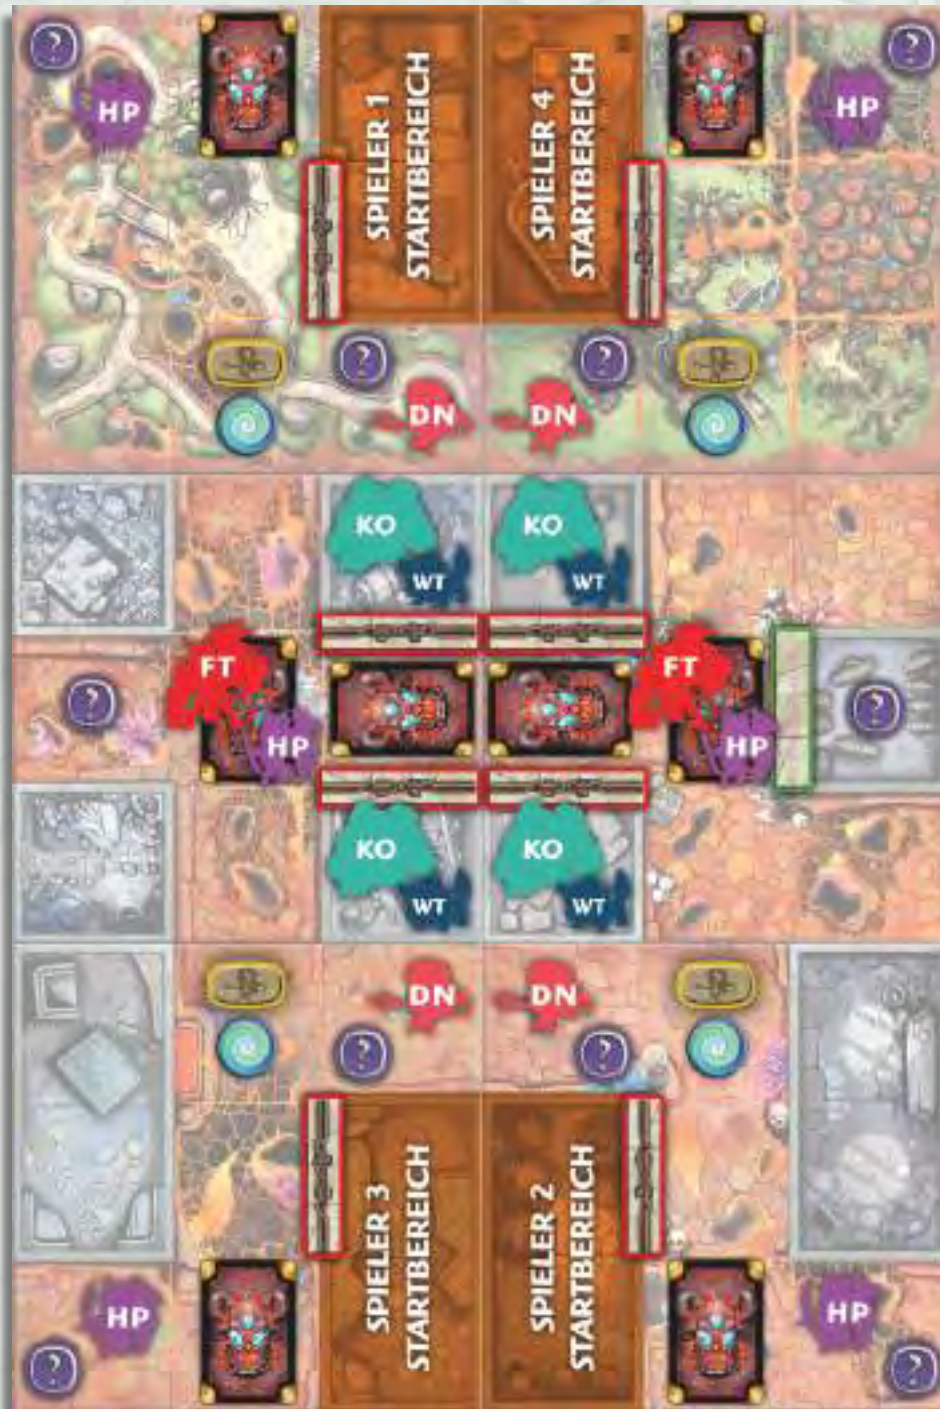 ?
?
HP
HP
SPIELER 1
STARTBEREICH
SPIELER 4
STARTBEREICH
?
?
DN
DN
KO
KO
WT
WT
FT
FT
?
?
HP
HP
KO
KO
WT
WT
DN
DN
?
?
SPIELER 3
STARTBEREICH
SPIELER 2
STARTBEREICH
HP
HP
?
?